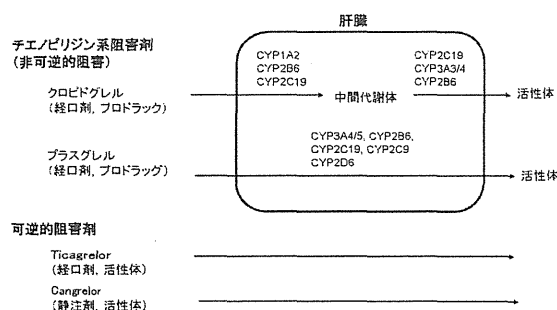 肝臓
チエノピリジン系阻害剤
(非可逆的阻害)
CYP1A2
CYP2B6
CYP2C19
CYP2C19
CYP3A3/4
CYP2B6
クロピドグレル
(経口剤, プロドラック)
中間代謝体
活性体
CYP3A4/5, CYP2B6,
CYP2C19, CYP2C9
CYP2D6
プラスグレル
(経口剤, プロドラッグ)
活性体
可逆的阻害剤
Ticagrelor
(経口剤, 活性体)
Cangrelor
(静注剤, 活性体)